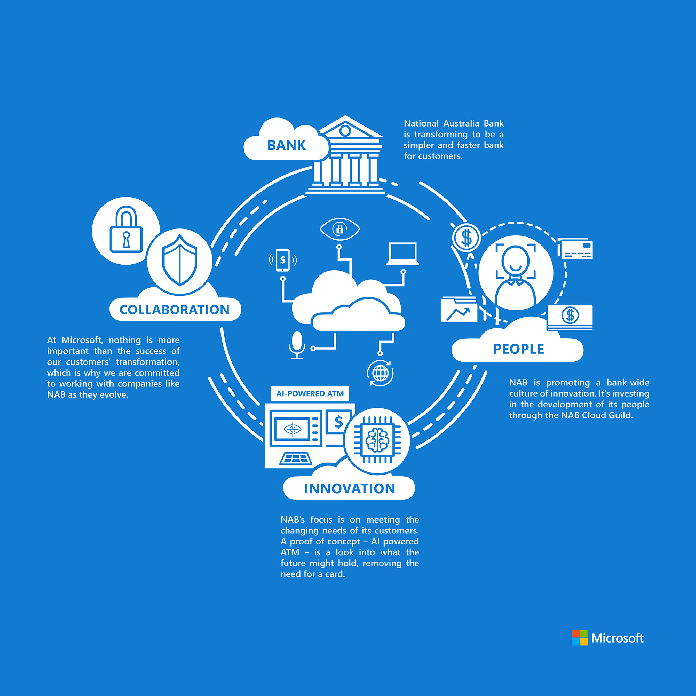 BANK
National Australia Bank
is transforming to be a
simpler and faster bank
for customers.
COLLABORATION
At Microsoft, nothing is more
important than the success of
our customers' transformation,
which is why we are committed
to working with companies like
NAB as they evolve.
PEOPLE
NAB is promoting a bank-wide
culture of innovation. It's investing
in the development of its people
through the NAB Cloud Guild.
AI-POWERED ATM
INNOVATION
NAB's focus is on meeting the
changing needs of its customers.
A proof of concept – AI powered
ATM – is a look into what the
future might hold, removing the
need for a card.
$
$
$
$
Microsoft